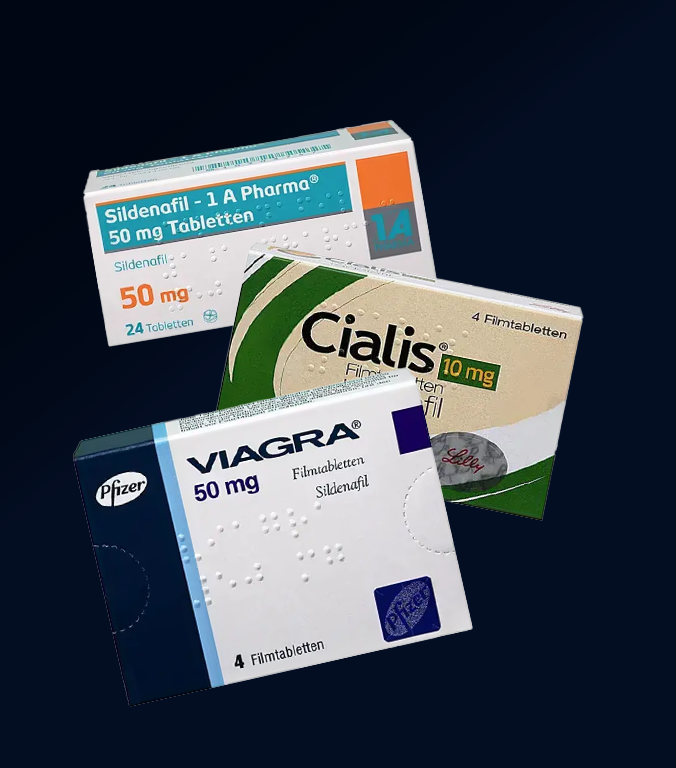 Sildenafil - 1 A Pharma®
50 mg Tabletten
1A
Sildenafil
50 mg
24 Tabletten
Cialis®
10 mg
4 Filmtabletten
Lilly
Pfizer
VIAGRA®
50 mg
Filmtabletten
Sildenafil
Pfizer
4 Filmtabletten